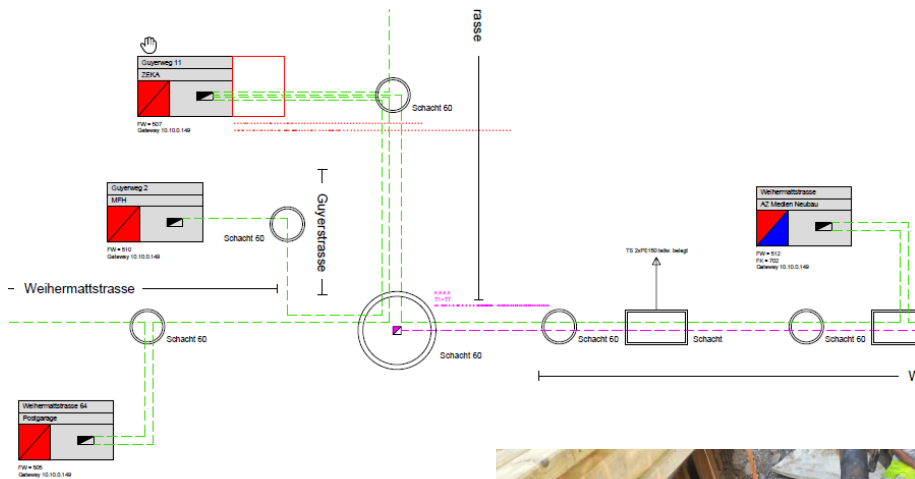 rasse
Guyerweg 11
ZEKA
FW = 507
Gateway 10.10.0.149
Schacht 60
Guyerweg 2
MFH
FW = 510
Gateway 10.10.0.149
Schacht 60
Guyerstrasse
Weihermattstrasse
AZ Medien Neubau
FW = 512
FK = 702
Gateway 10.10.0.149
TS 2xPE150 teilw. belegt
Weihermattstrasse
Schacht 60
Schacht 60
Schacht 60
Schacht
Schacht 60
W
Weihermattstrasse 64
Postgarage
Gateway 10.10.0.149